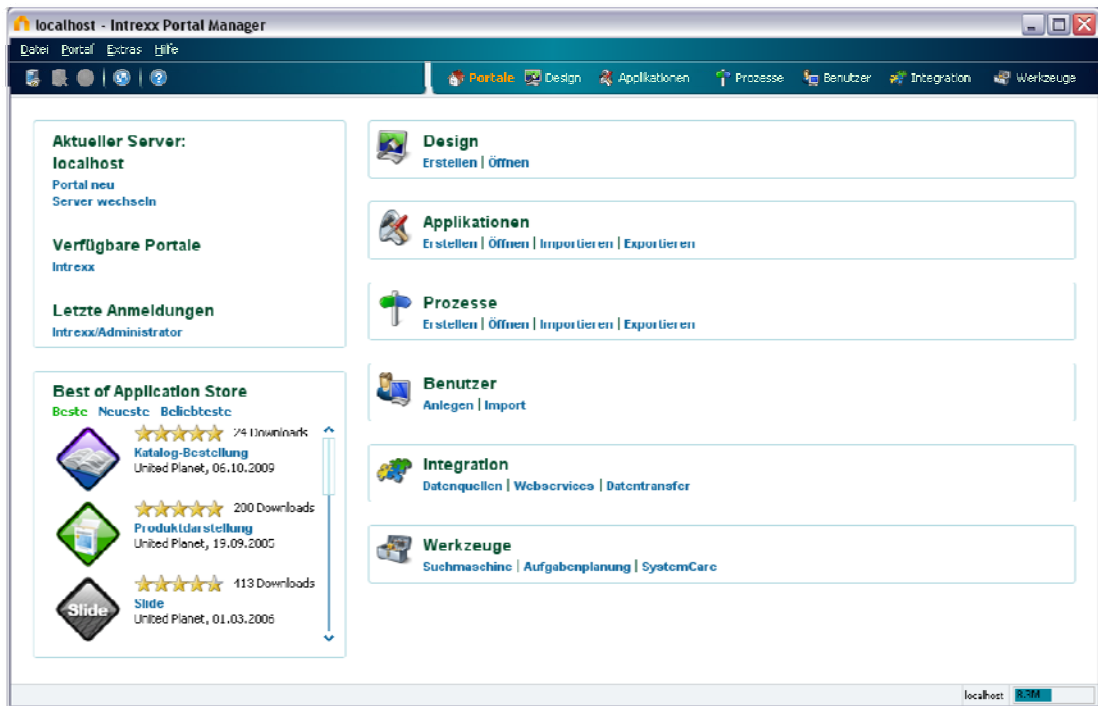 localhost - Intrexx Portal Manager
Datei Portal Extras Hilfe
Portale Design Applikationen Prozesse Benutzer Integration Werkzeuge
Aktueller Server:
localhost
Portal neu
Server wechseln
Verfügbare Portale
Intrexx
Letzte Anmeldungen
Intrexx/Administrator
Best of Application Store
Beste Neueste Beliebteste
24 Downloads
Katalog-Bestellung
United Planet, 06.10.2009
200 Downloads
Produktdarstellung
United Planet, 19.09.2005
Slide
413 Downloads
Slide
United Planet, 01.03.2006
Design
Erstellen | Öffnen
Applikationen
Erstellen | Öffnen | Importieren | Exportieren
Prozesse
Erstellen | Öffnen | Importieren | Exportieren
Benutzer
Anlegen | Import
Integration
Datenquellen | Webservices | Datentransfer
Werkzeuge
Suchmaschine | Aufgabenplanung | SystemCare
localhost